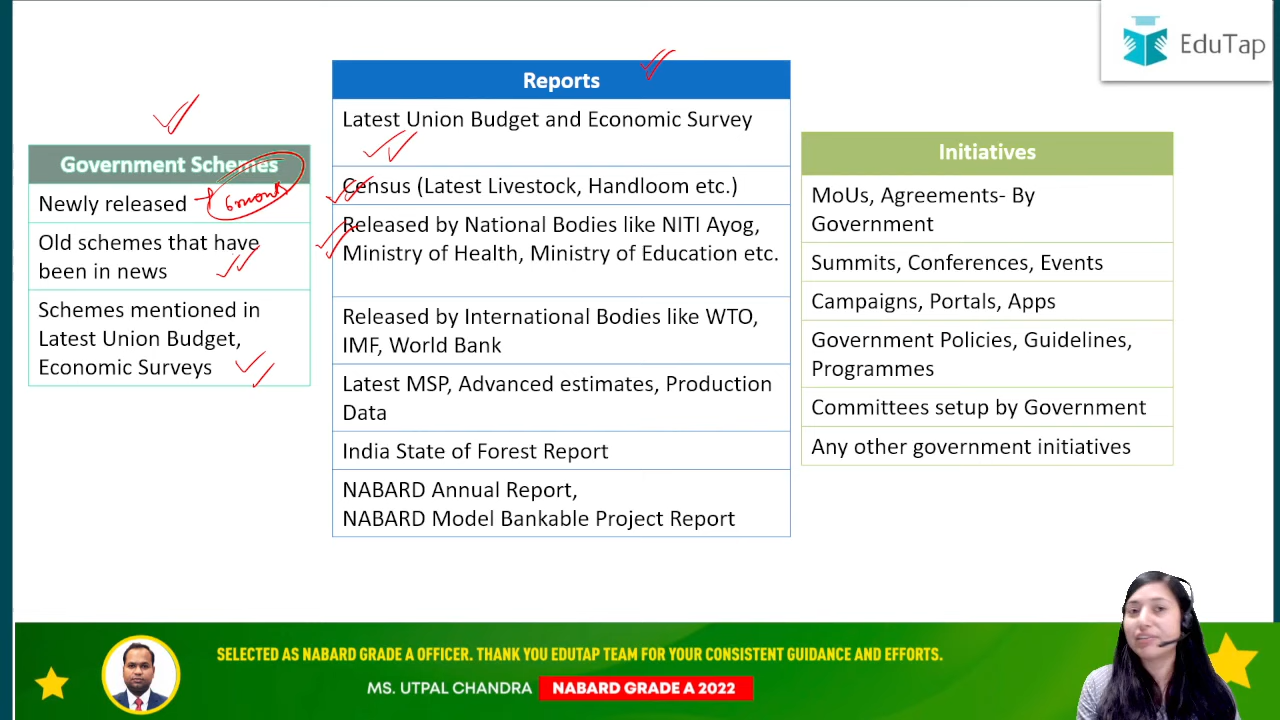 EduTap
Government Schemes
Newly released
6 months
Old schemes that have
been in news
Schemes mentioned in
Latest Union Budget,
Economic Surveys
Reports
Latest Union Budget and Economic Survey
Census (Latest Livestock, Handloom etc.)
Released by National Bodies like NITI Ayog,
Ministry of Health, Ministry of Education etc.
Released by International Bodies like WTO,
IMF, World Bank
Latest MSP, Advanced estimates, Production
Data
India State of Forest Report
NABARD Annual Report,
NABARD Model Bankable Project Report
Initiatives
MoUs, Agreements- By
Government
Summits, Conferences, Events
Campaigns, Portals, Apps
Government Policies, Guidelines,
Programmes
Committees setup by Government
Any other government initiatives
SELECTED AS NABARD GRADE A OFFICER. THANK YOU EDUTAP TEAM FOR YOUR CONSISTENT GUIDANCE AND EFFORTS.
MS. UTPAL CHANDRA NABARD GRADE A 2022